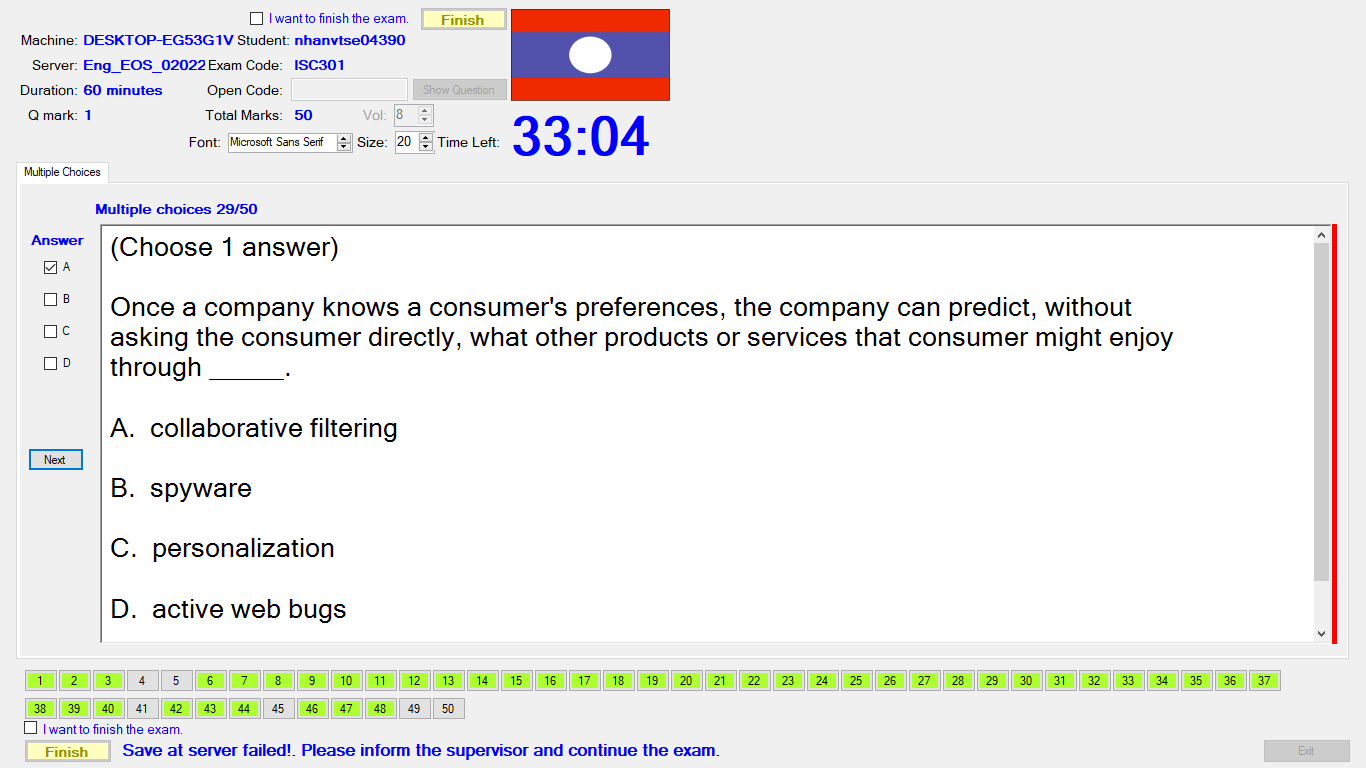 I want to finish the exam.
Finish
Machine: DESKTOP-EG53G1V Student: nhanvtse04390
Server: Eng_EOS_02022 Exam Code: ISC301
Duration: 60 minutes Open Code: Show Question
Q mark: 1 Total Marks: 50 Vol: 8
Font: Microsoft Sans Serif Size: 20 Time Left: 33:04
Multiple Choices
Multiple choices 29/50
Answer
A
B
C
D
Next
(Choose 1 answer)
Once a company knows a consumer's preferences, the company can predict, without
asking the consumer directly, what other products or services that consumer might enjoy
through _____.
A. collaborative filtering
B. spyware
C. personalization
D. active web bugs
1 2 3 4 5 6 7 8 9 10 11 12 13 14 15 16 17 18 19 20 21 22 23 24 25 26 27 28 29 30 31 32 33 34 35 36 37
38 39 40 41 42 43 44 45 46 47 48 49 50
I want to finish the exam.
Finish Save at server failed!. Please inform the supervisor and continue the exam. Exit